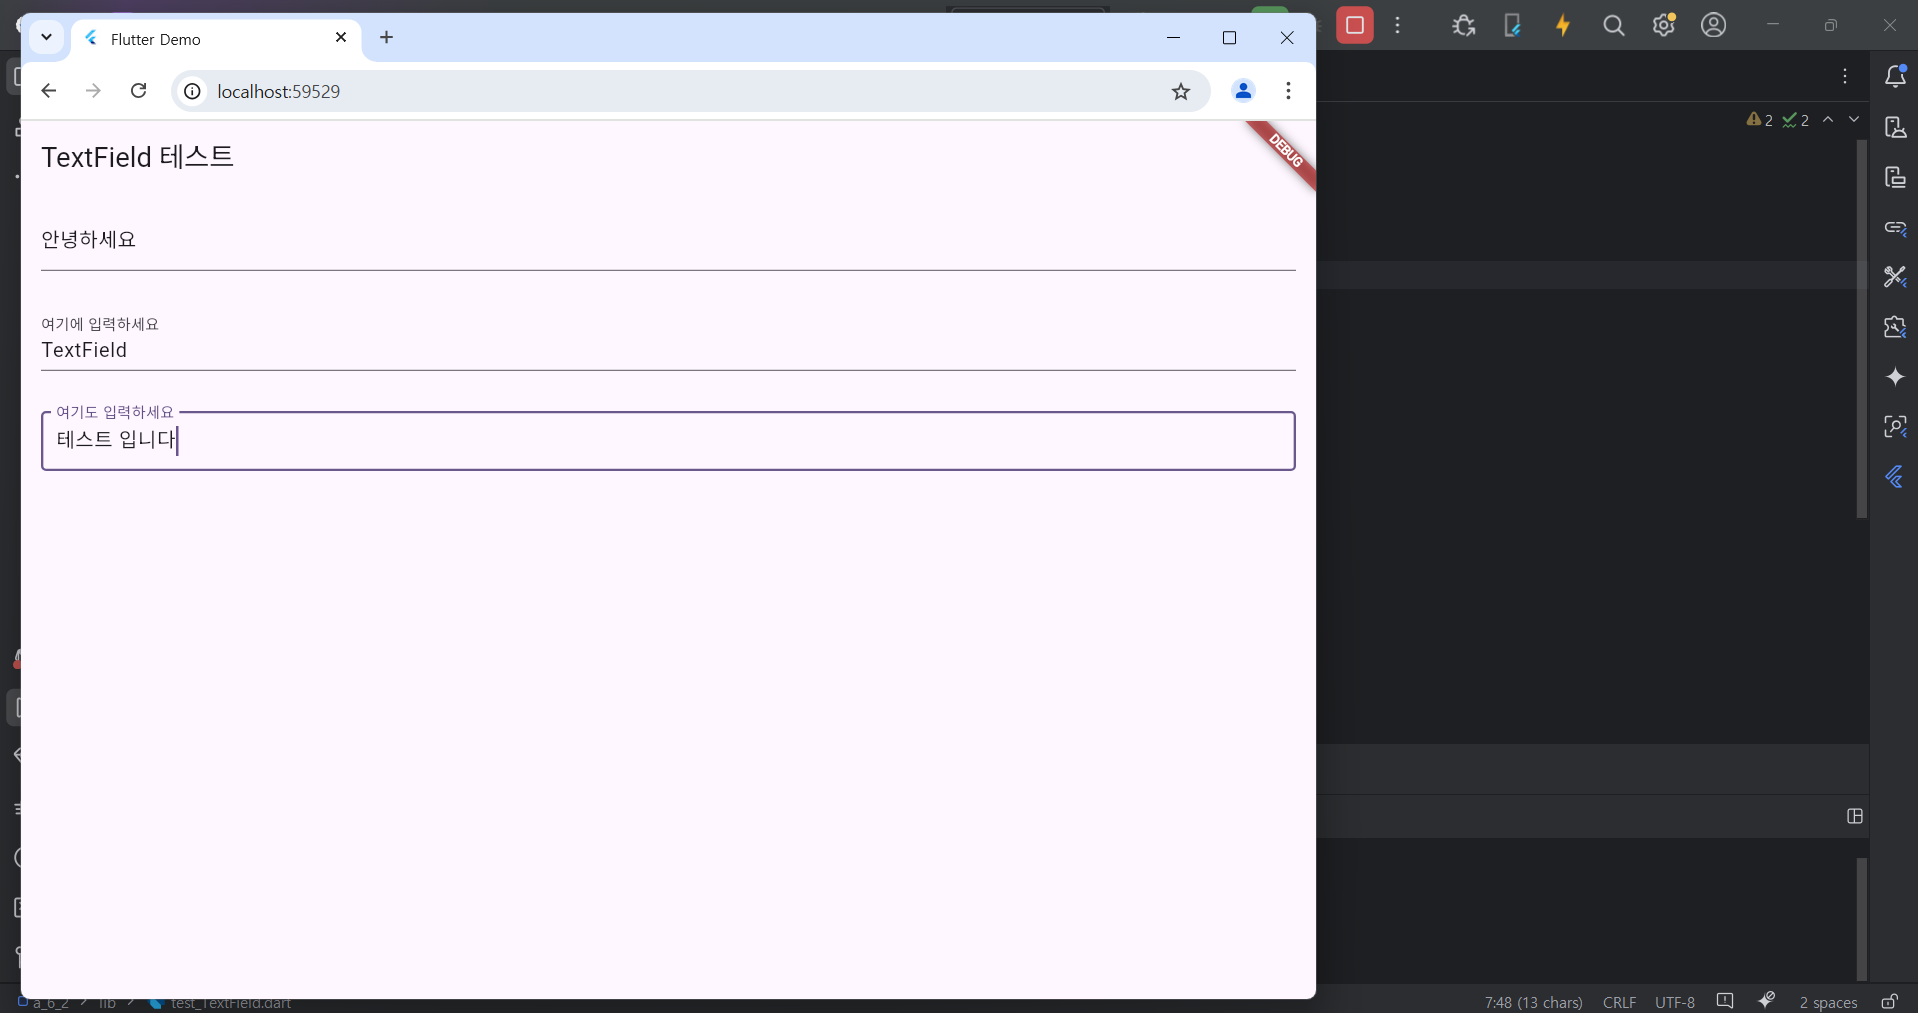 Flutter Demo
localhost:59529
TextField 테스트
DEBUG
안녕하세요
여기에 입력하세요
TextField
여기도 입력하세요
테스트 입니다
2 2
a_6_2 > lib > test_TextField.dart
7:48 (13 chars) CRLF UTF-8 2 spaces